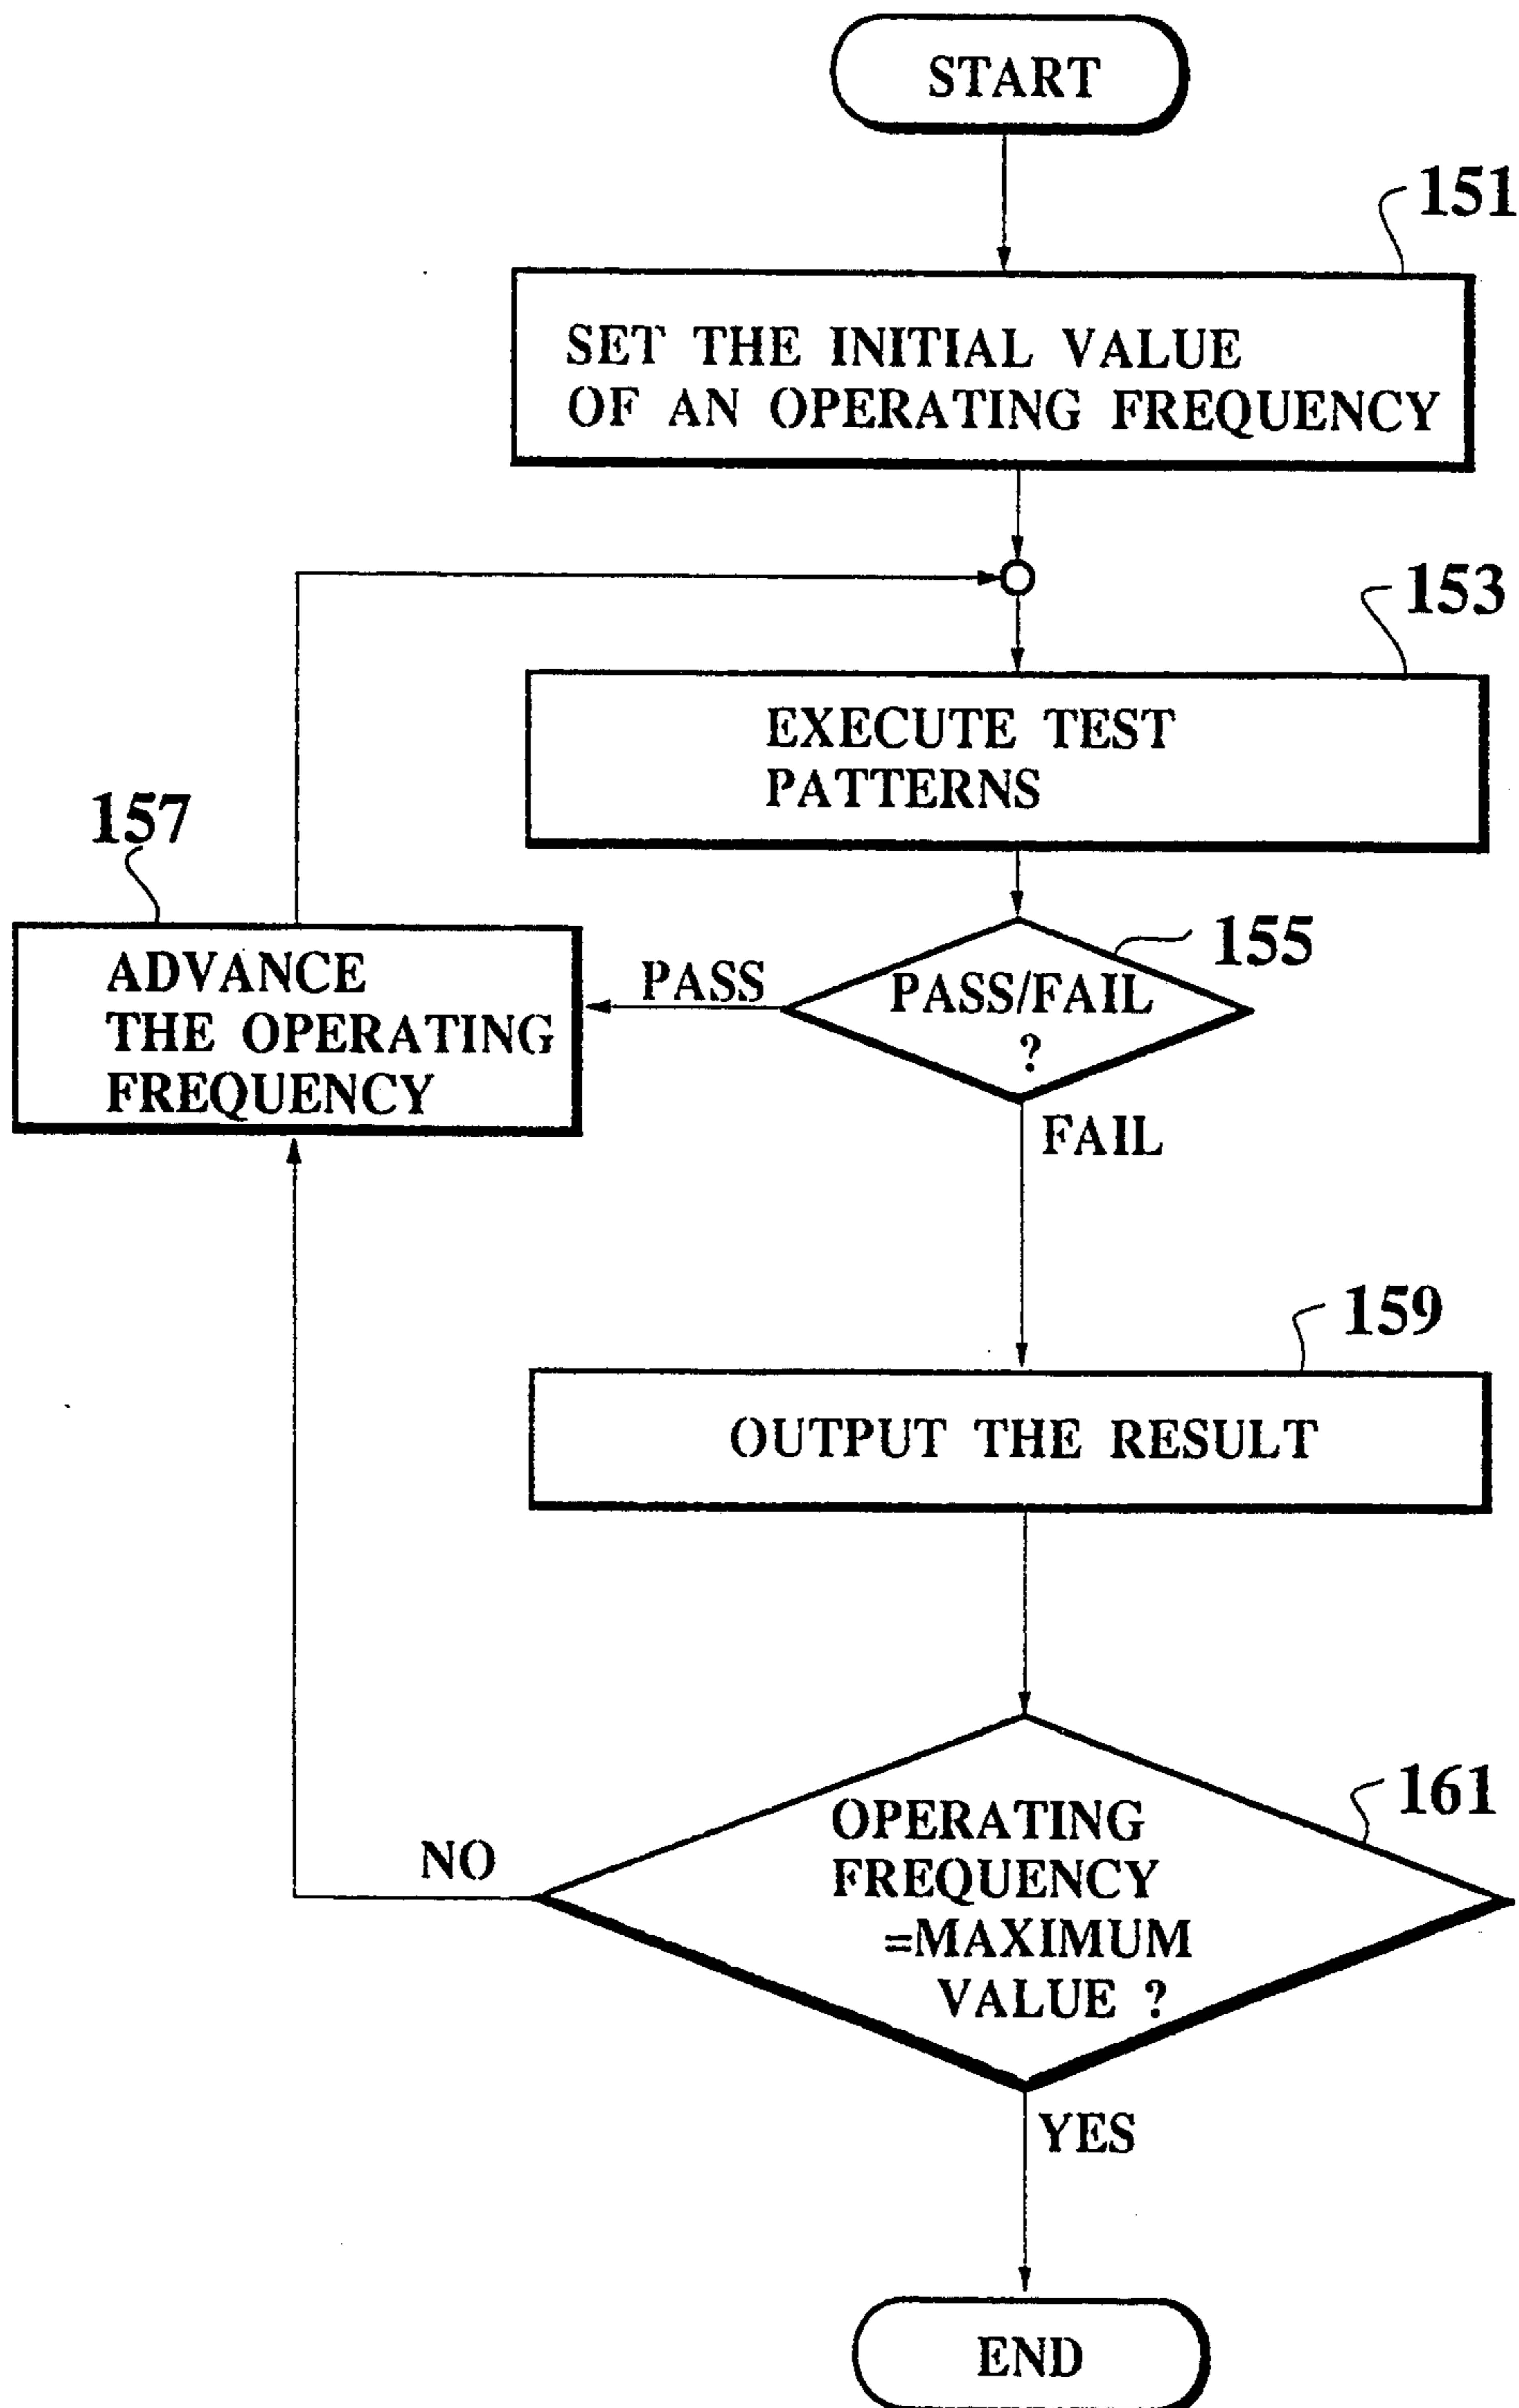 START
151
SET THE INITIAL VALUE
OF AN OPERATING FREQUENCY
153
EXECUTE TEST
PATTERNS
157
ADVANCE
THE OPERATING
FREQUENCY
PASS
155
PASS/FAIL
?
FAIL
159
OUTPUT THE RESULT
161
OPERATING
FREQUENCY
=MAXIMUM
VALUE ?
NO
YES
END